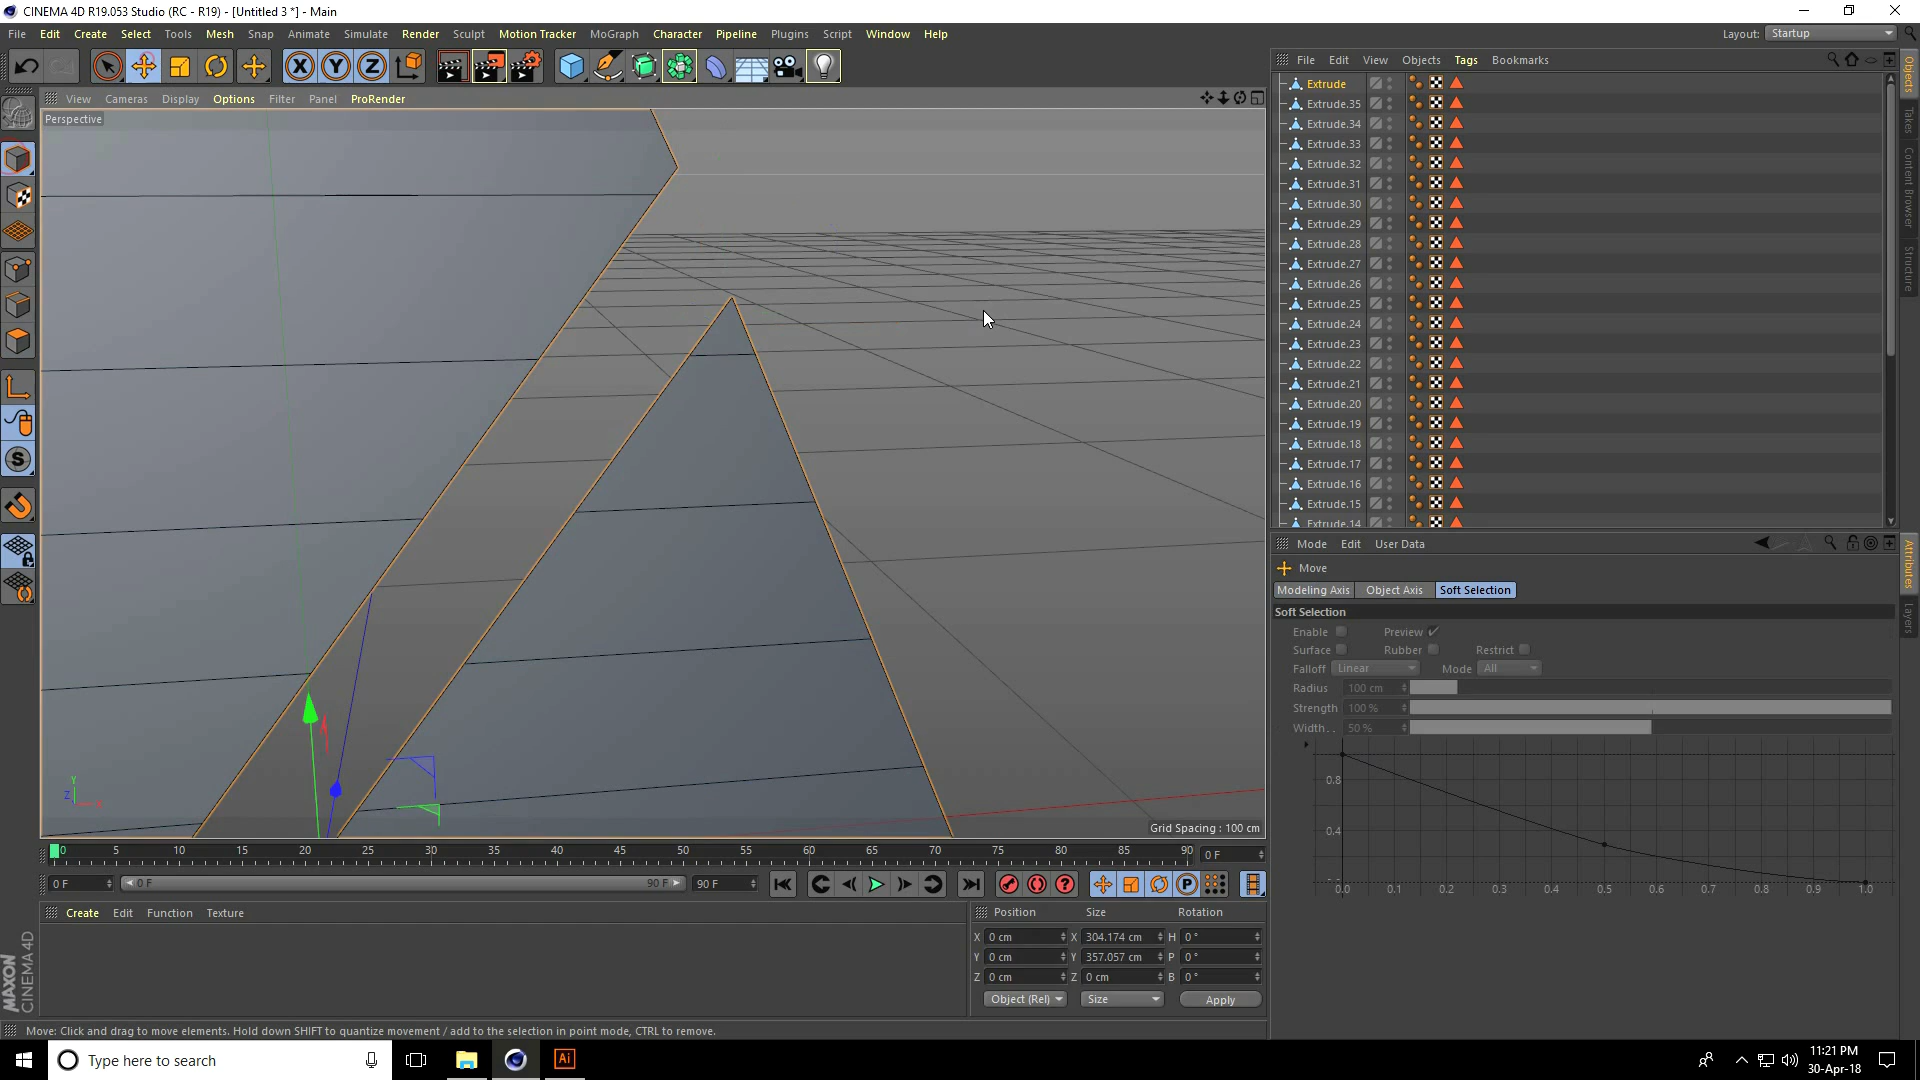 CINEMA 4D R19.053 Studio (RC - R19) - [Untitled 3 *] - Main
File Edit Create Select Tools Mesh Snap Animate Simulate Render Sculpt Motion Tracker MoGraph Character Pipeline Plugins Script Window Help
Layout: Startup
File Edit View Objects Tags Bookmarks
View Cameras Display Options Filter Panel ProRender
Perspective
Extrude
Extrude.35
Extrude.34
Extrude.33
Extrude.32
Extrude.31
Extrude.30
Extrude.29
Extrude.28
Extrude.27
Extrude.26
Extrude.25
Extrude.24
Extrude.23
Extrude.22
Extrude.21
Extrude.20
Extrude.19
Extrude.18
Extrude.17
Extrude.16
Extrude.15
Extrude.14
Objects
Takes
Content Browser
Structure
Mode Edit User Data
Move
Modeling Axis Object Axis Soft Selection
Soft Selection
Enable Preview
Surface Rubber Restrict
Falloff Linear Mode All
Radius 100 cm
Strength 100 %
Width.. 50 %
0.8
0.4
0.0 0.1 0.2 0.3 0.4 0.5 0.6 0.7 0.8 0.9 1.0
Attributes
Layers
Y
Z X
Grid Spacing : 100 cm
0 5 10 15 20 25 30 35 40 45 50 55 60 65 70 75 80 85 90 0 F
0 F 0 F 90 F 90 F
Create Edit Function Texture
Position Size Rotation
X 0 cm X 304.174 cm H 0 °
Y 0 cm Y 357.057 cm P 0 °
Z 0 cm Z 0 cm B 0 °
Object (Rel) Size Apply
MAXON
CINEMA 4D
Move: Click and drag to move elements. Hold down SHIFT to quantize movement / add to the selection in point mode, CTRL to remove.
Type here to search
Ai
11:21 PM
30-Apr-18